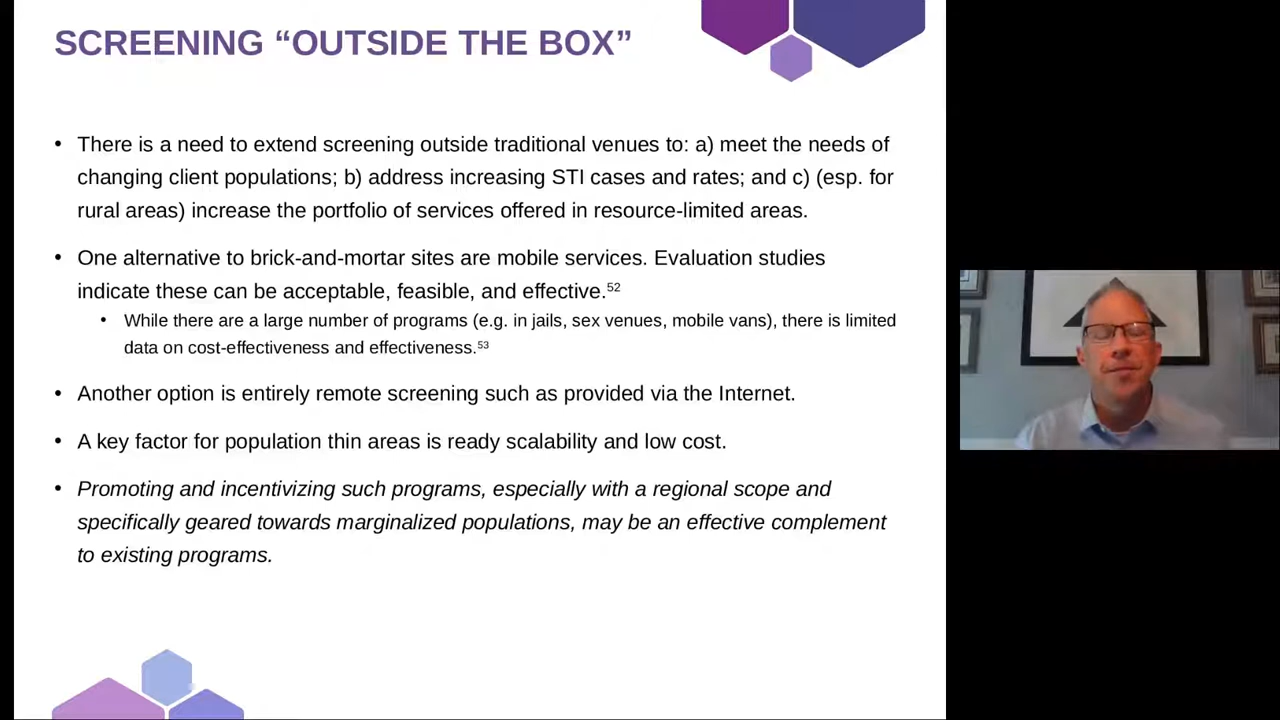 SCREENING “OUTSIDE THE BOX”
• There is a need to extend screening outside traditional venues to: a) meet the needs of
changing client populations; b) address increasing STI cases and rates; and c) (esp. for
rural areas) increase the portfolio of services offered in resource-limited areas.
• One alternative to brick-and-mortar sites are mobile services. Evaluation studies
indicate these can be acceptable, feasible, and effective.52
• While there are a large number of programs (e.g. in jails, sex venues, mobile vans), there is limited
data on cost-effectiveness and effectiveness.53
• Another option is entirely remote screening such as provided via the Internet.
• A key factor for population thin areas is ready scalability and low cost.
• Promoting and incentivizing such programs, especially with a regional scope and
specifically geared towards marginalized populations, may be an effective complement
to existing programs.